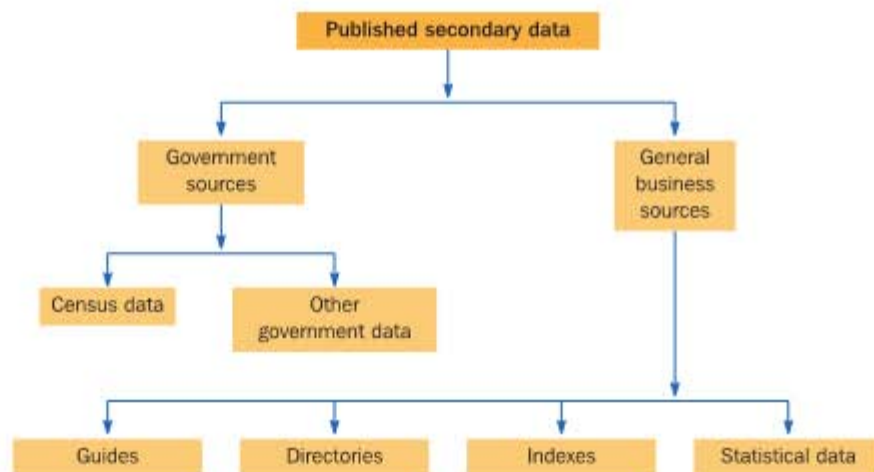 Published secondary data
Government
sources
General
business
sources
Census data
Other
government data
Guides
Directories
Indexes
Statistical data